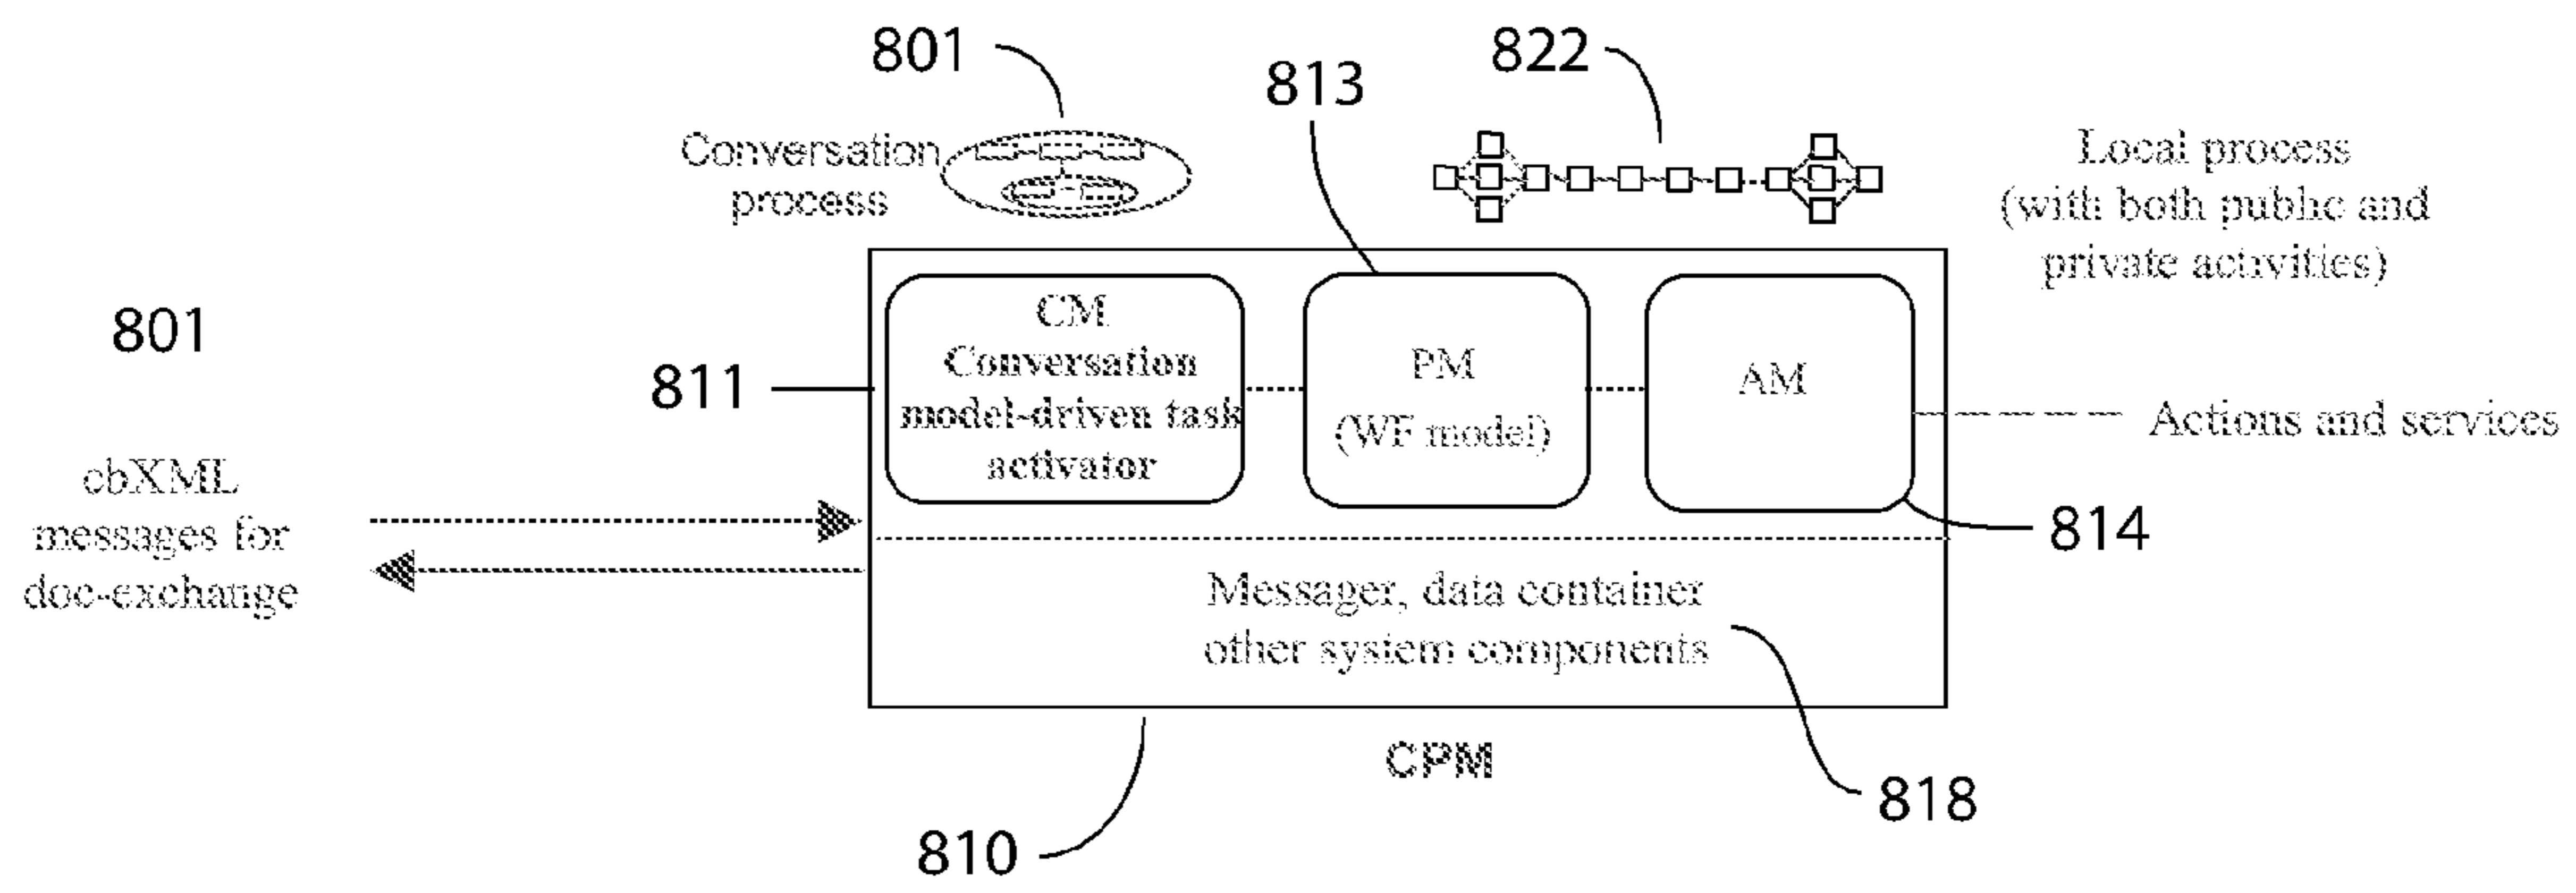 801
822
813
Conversation
process
Local process
(with both public and
private activities)
801
811
CM
Conversation
model-driven task
activator
PM
(WF model)
AM
Actions and services
cbXML
messages for
doc-exchange
814
Messager, data container
other system components
CPM
818
810